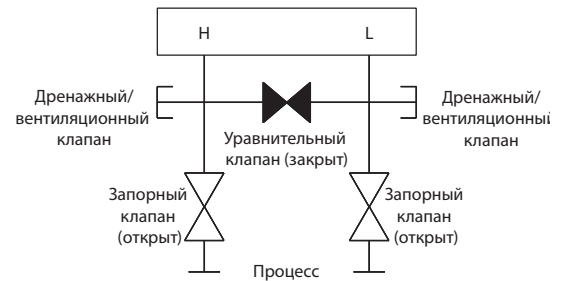 H
L
Дренажный/
вентиляционный
клапан
Уравнительный
клапан (закрыт)
Дренажный/
вентиляционный
клапан
Запорный
клапан
(открыт)
Запорный
клапан
(открыт)
Процесс